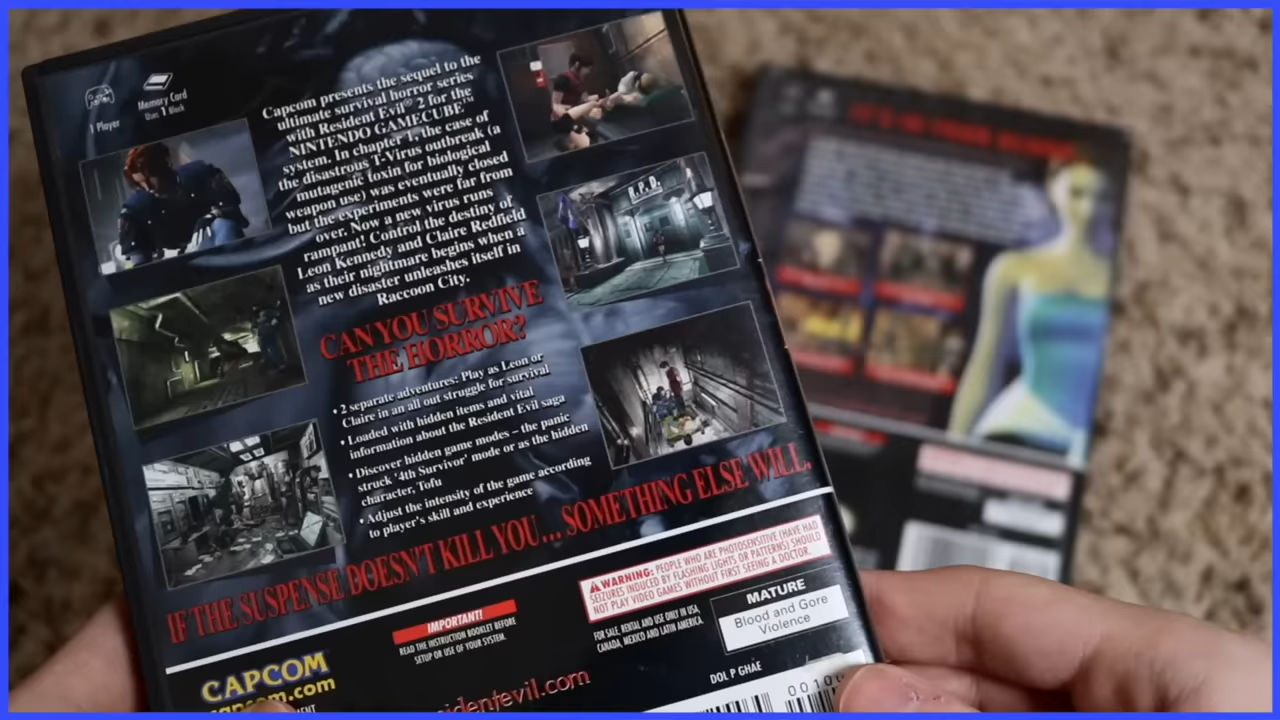 1 Player
Memory Card
Uses 1 Block
Capcom presents the sequel to the
ultimate survival horror series
with Resident Evil® 2 for the
NINTENDO GAMECUBE™
system. In chapter 1, the case of
the disastrous T-Virus outbreak (a
mutagenic toxin for biological
weapon use) was eventually closed
but the experiments were far from
over. Now a new virus runs
rampant! Control the destiny of
Leon Kennedy and Claire Redfield
as their nightmare begins when a
new disaster unleashes itself in
Raccoon City.
R.P.D.
CAN YOU SURVIVE
THE HORROR?
• 2 separate adventures: Play as Leon or
Claire in an all out struggle for survival
• Loaded with hidden items and vital
information about the Resident Evil saga
• Discover hidden game modes – the panic
struck '4th Survivor' mode or as the hidden
character, Tofu
• Adjust the intensity of the game according
to player's skill and experience
IF THE SUSPENSE DOESN'T KILL YOU... SOMETHING ELSE WILL.
WARNING: PEOPLE WHO ARE PHOTOSENSITIVE (HAVE HAD
SEIZURES INDUCED BY FLASHING LIGHTS OR PATTERNS) SHOULD
NOT PLAY VIDEO GAMES WITHOUT FIRST SEEING A DOCTOR.
IMPORTANT!
READ THE INSTRUCTION BOOKLET BEFORE
SETUP OR USE OF YOUR SYSTEM.
FOR SALE, RENTAL AND USE ONLY IN USA,
CANADA, MEXICO AND LATIN AMERICA.
MATURE
Blood and Gore
Violence
CAPCOM
capcom.com
identevil.com
DOL P GHAE